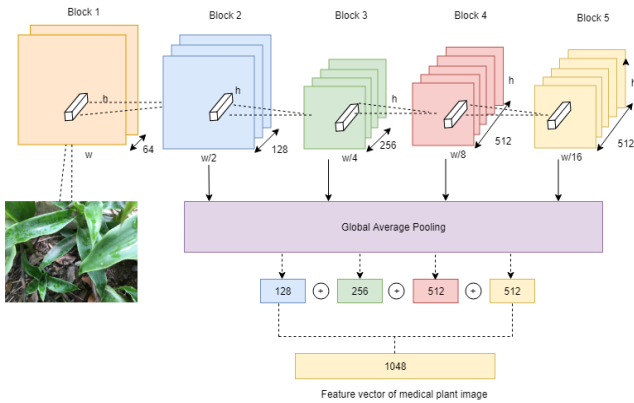 Block 1
Block 2
Block 3
Block 4
Block 5
h
h
h
h
h
64
128
256
512
512
w
w/2
w/4
w/8
w/16
Global Average Pooling
128
+
256
+
512
+
512
1048
Feature vector of medical plant image